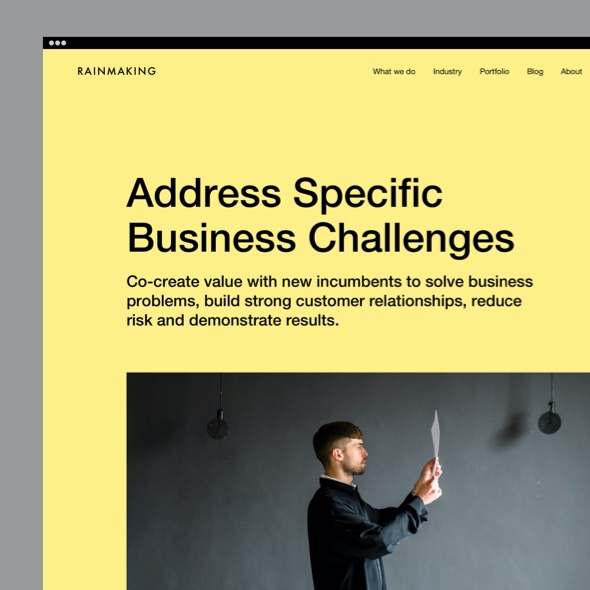 RAINMAKING
What we do Industry Portfolio Blog About
Address Specific
Business Challenges
Co-create value with new incumbents to solve business
problems, build strong customer relationships, reduce
risk and demonstrate results.